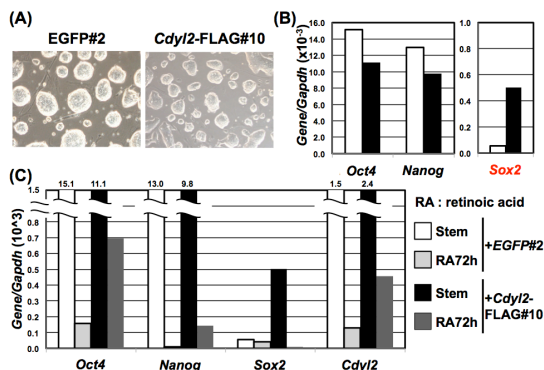 (A)
EGFP#2
Cdyl2-FLAG#10
(B)
Gene/Gapdh (x10⁻³)
16.0
14.0
12.0
10.0
8.0
6.0
4.0
2.0
0.0
Oct4
Nanog
1.0
0.8
0.6
0.4
0.2
0.0
Sox2
(C)
Gene/Gapdh (10^3)
1.5
0.9
0.8
0.7
0.6
0.5
0.4
0.3
0.2
0.1
0.0
15.1
11.1
13.0
9.8
1.5
2.4
Oct4
Nanog
Sox2
Cdyl2
RA : retinoic acid
Stem
RA72h
+EGFP#2
Stem
RA72h
+Cdyl2-
FLAG#10